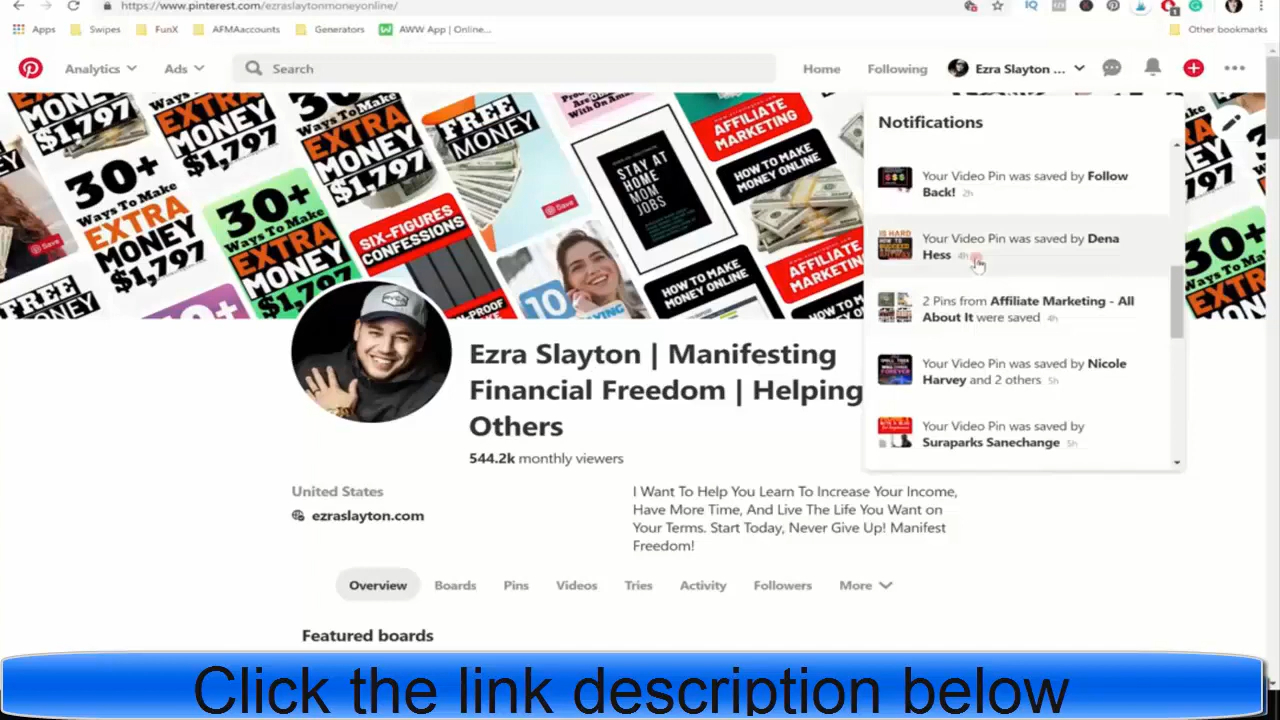 https://www.pinterest.com/ezraslaytonmoneyonline/
Apps Swipes FunX AFMAaccounts Generators AWW App | Online... Other bookmarks
Analytics Ads Search Home Following Ezra Slayton ...
30+
Ways To Make
EXTRA
MONEY
$1,797
FREE
MONEY
STAY AT
HOME MOM
JOBS
AFFILIATE
MARKETING
HOW TO MAKE
MONEY ONLINE
SIX-FIGURES
CONFESSIONS
Save
10
Notifications
Your Video Pin was saved by Follow
Back! 2h
Your Video Pin was saved by Dena
Hess 4h
2 Pins from Affiliate Marketing - All
About It were saved 4h
Your Video Pin was saved by Nicole
Harvey and 2 others 5h
Your Video Pin was saved by
Suraparks Sanechange 5h
Ezra Slayton | Manifesting
Financial Freedom | Helping
Others
544.2k monthly viewers
United States
ezraslayton.com
I Want To Help You Learn To Increase Your Income,
Have More Time, And Live The Life You Want on
Your Terms. Start Today, Never Give Up! Manifest
Freedom!
Overview Boards Pins Videos Tries Activity Followers More
Featured boards
Click the link description below